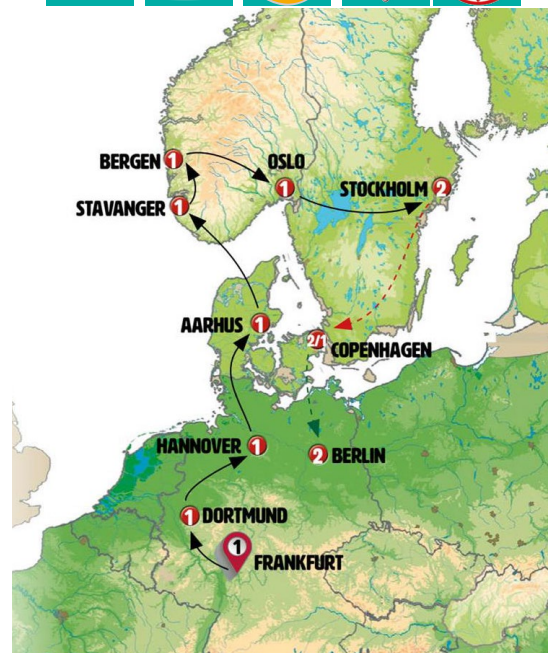 BERGEN 1
OSLO
1
STOCKHOLM 2
STAVANGER 1
AARHUS 1
2/1
COPENHAGEN
HANNOVER 1
2 BERLIN
1 DORTMUND
1
FRANKFURT